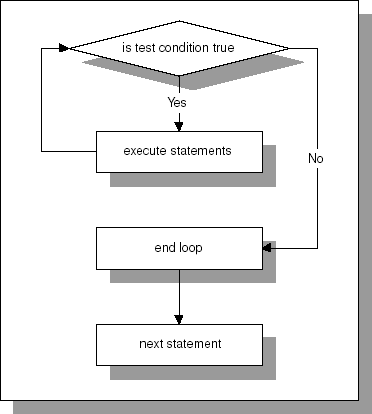 is test condition true
Yes
execute statements
No
end loop
next statement